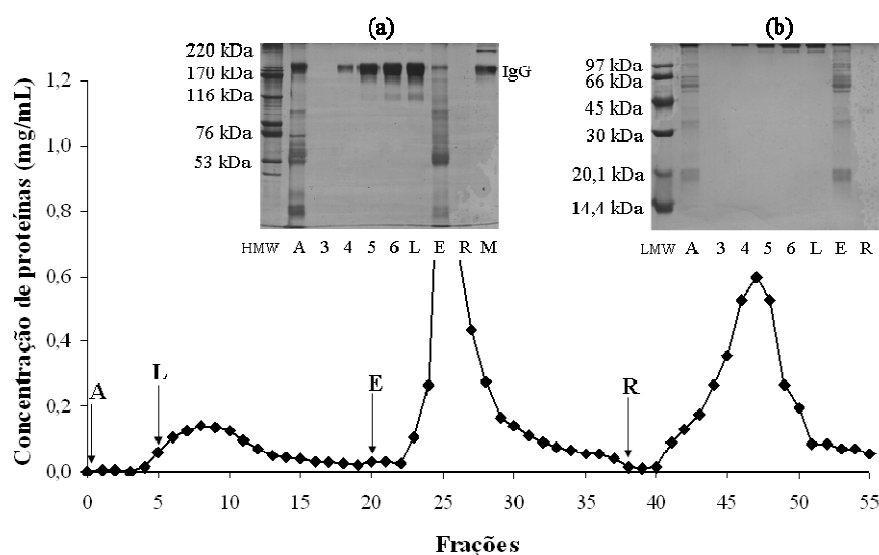 (a)
(b)
220 kDa
170 kDa
116 kDa
76 kDa
53 kDa
IgG
HMW A 3 4 5 6 L E R M
97 kDa
66 kDa
45 kDa
30 kDa
20,1 kDa
14,4 kDa
LMW A 3 4 5 6 L E R
Concentração de proteínas (mg/mL)
1,2
1,0
0,8
0,6
0,4
0,2
0,0
A
L
E
R
0 5 10 15 20 25 30 35 40 45 50 55
Frações